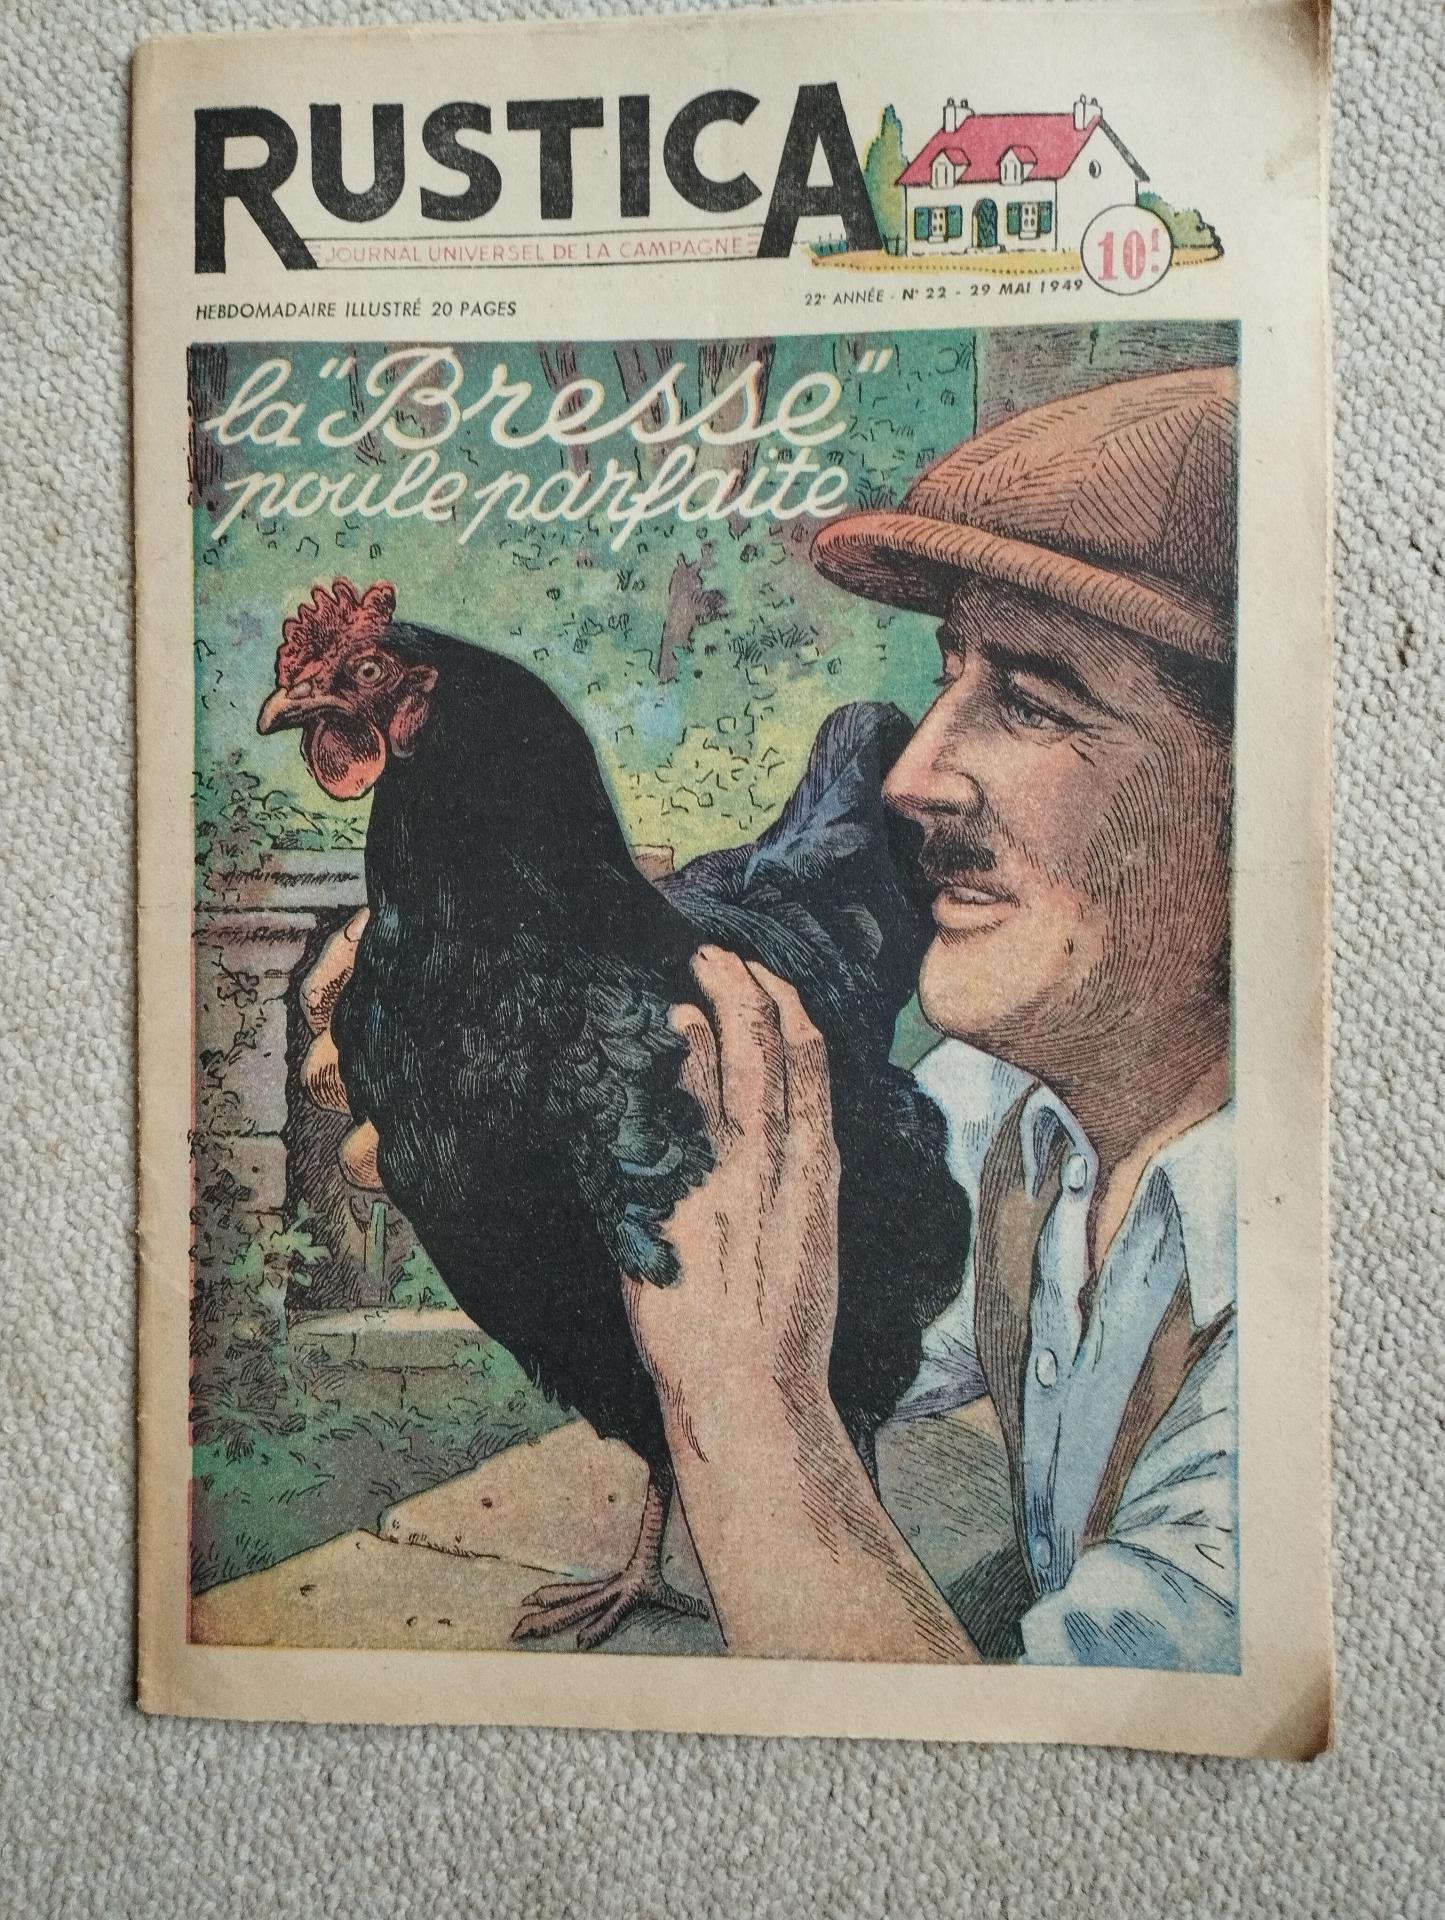 RUSTICA
JOURNAL UNIVERSEL DE LA CAMPAGNE
10F.
HEBDOMADAIRE ILLUSTRÉ 20 PAGES
22e ANNÉE - No 22 - 29 MAI 1949
la "Bresse"
poule parfaite